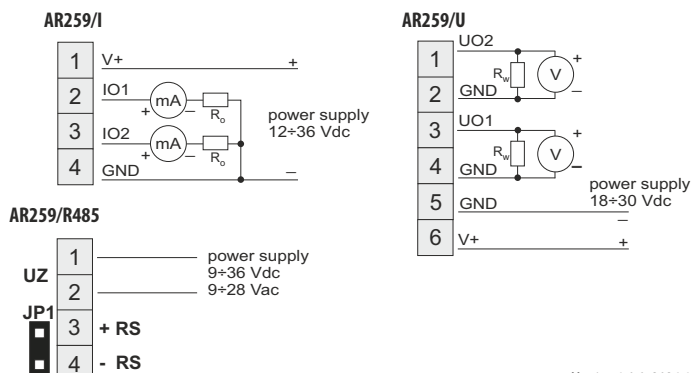 AR259/I
1 V+ +
2 IO1 mA + – Ro
3 IO2 mA + – Ro
4 GND –
power supply
12÷36 Vdc
AR259/U
1 UO2
Rw V + –
2 GND
3 UO1
Rw V + –
4 GND
5 GND –
6 V+ +
power supply
18÷30 Vdc
AR259/R485
UZ
1 power supply
9÷36 Vdc
2 9÷28 Vac
JP1
3 + RS
4 - RS